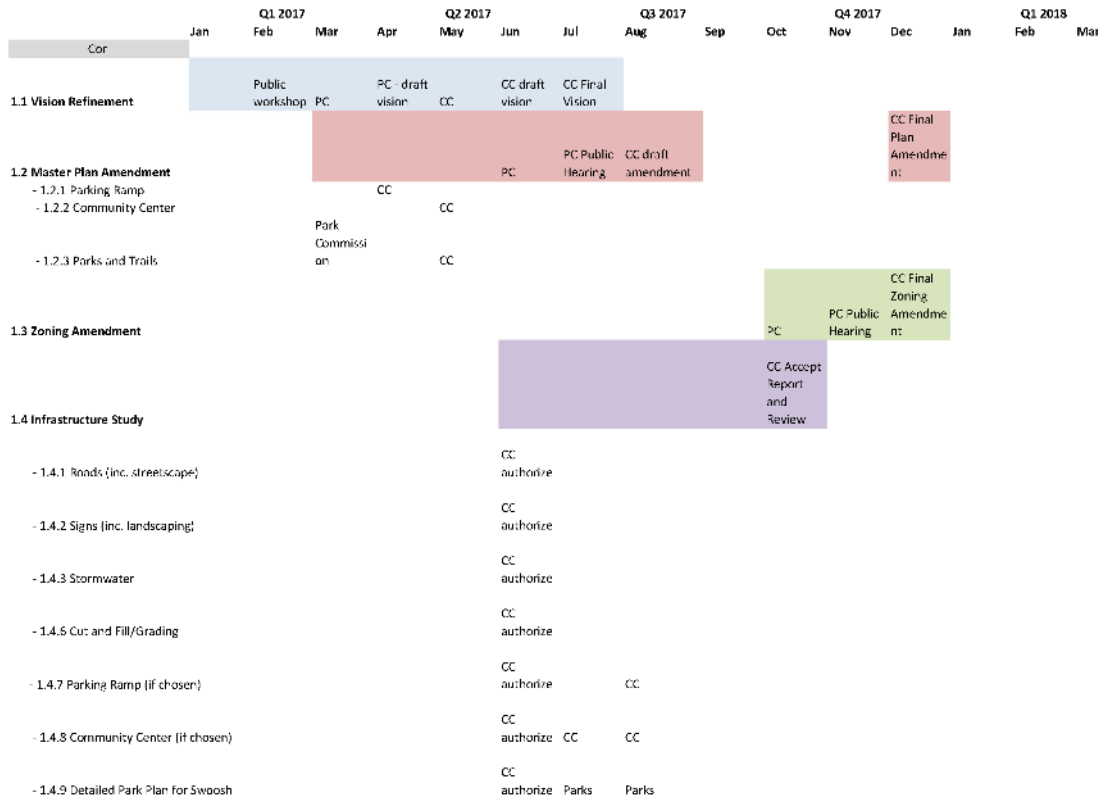 Q1 2017 Q2 2017 Q3 2017 Q4 2017 Q1 2018
Jan Feb Mar Apr May Jun Jul Aug Sep Oct Nov Dec Jan Feb Mar
Cor
Public PC - draft CC draft CC Final
1.1 Vision Refinement workshop PC vision CC vision Vision
CC Final
Plan
PC Public CC draft Amendme
1.2 Master Plan Amendment PC Hearing amendment nt
- 1.2.1 Parking Ramp CC
- 1.2.2 Community Center CC
Park
Commissi
- 1.2.3 Parks and Trails on CC
CC Final
Zoning
PC Public Amendme
1.3 Zoning Amendment PC Hearing nt
CC Accept
Report
and
1.4 Infrastructure Study Review
CC
- 1.4.1 Roads (inc. streetscape) authorize
CC
- 1.4.2 Signs (inc. landscaping) authorize
CC
- 1.4.3 Stormwater authorize
CC
- 1.4.6 Cut and Fill/Grading authorize
CC
- 1.4.7 Parking Ramp (if chosen) authorize CC
CC
- 1.4.8 Community Center (if chosen) authorize CC CC
CC
- 1.4.9 Detailed Park Plan for Swoosh authorize Parks Parks